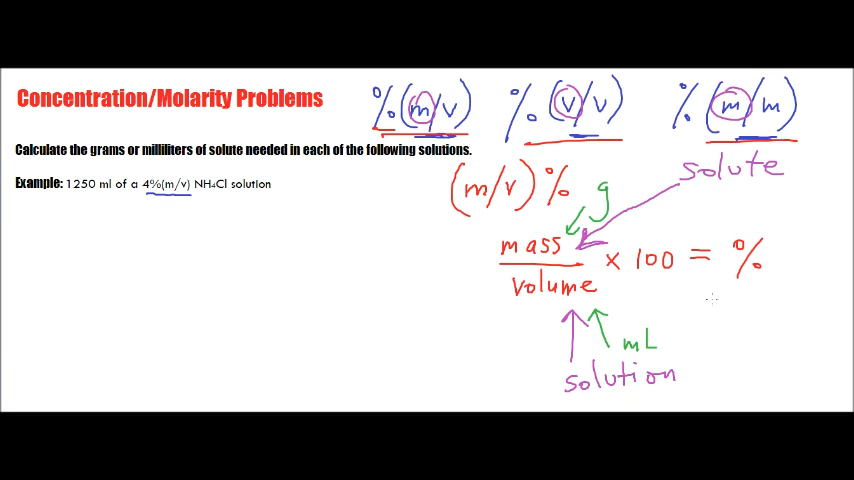 Concentration/Molarity Problems
%(m/v) %(v/v) %(m/m)
Calculate the grams or milliliters of solute needed in each of the following solutions.
solute
Example: 1250 ml of a 4%(m/v) NH₄Cl solution
(m/v)%
g
mass
volume
x 100 = %
mL
solution